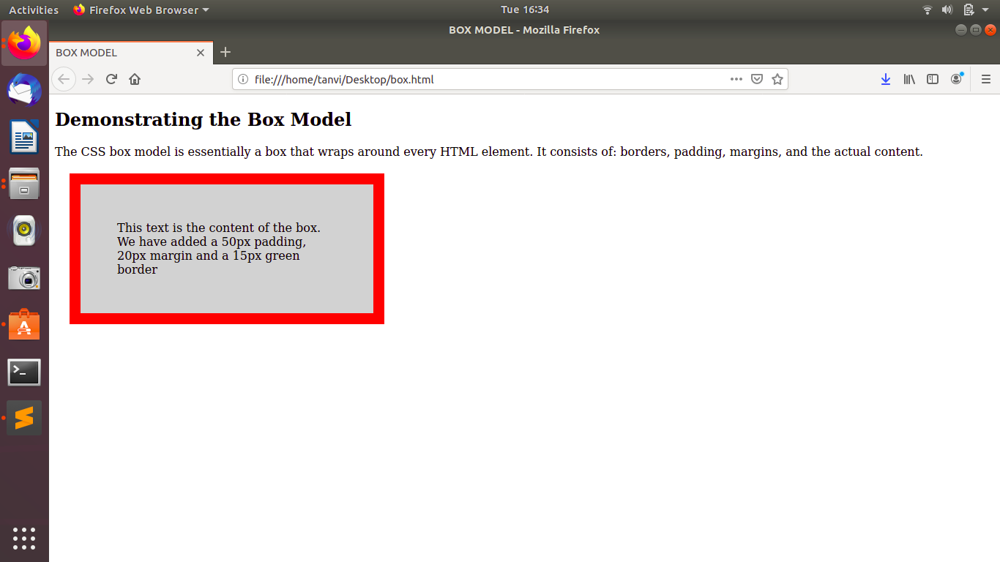 Activities
Firefox Web Browser
Tue 16:34
BOX MODEL - Mozilla Firefox
BOX MODEL
file:///home/tanvi/Desktop/box.html
Demonstrating the Box Model
The CSS box model is essentially a box that wraps around every HTML element. It consists of: borders, padding, margins, and the actual content.
This text is the content of the box.
We have added a 50px padding,
20px margin and a 15px green
border